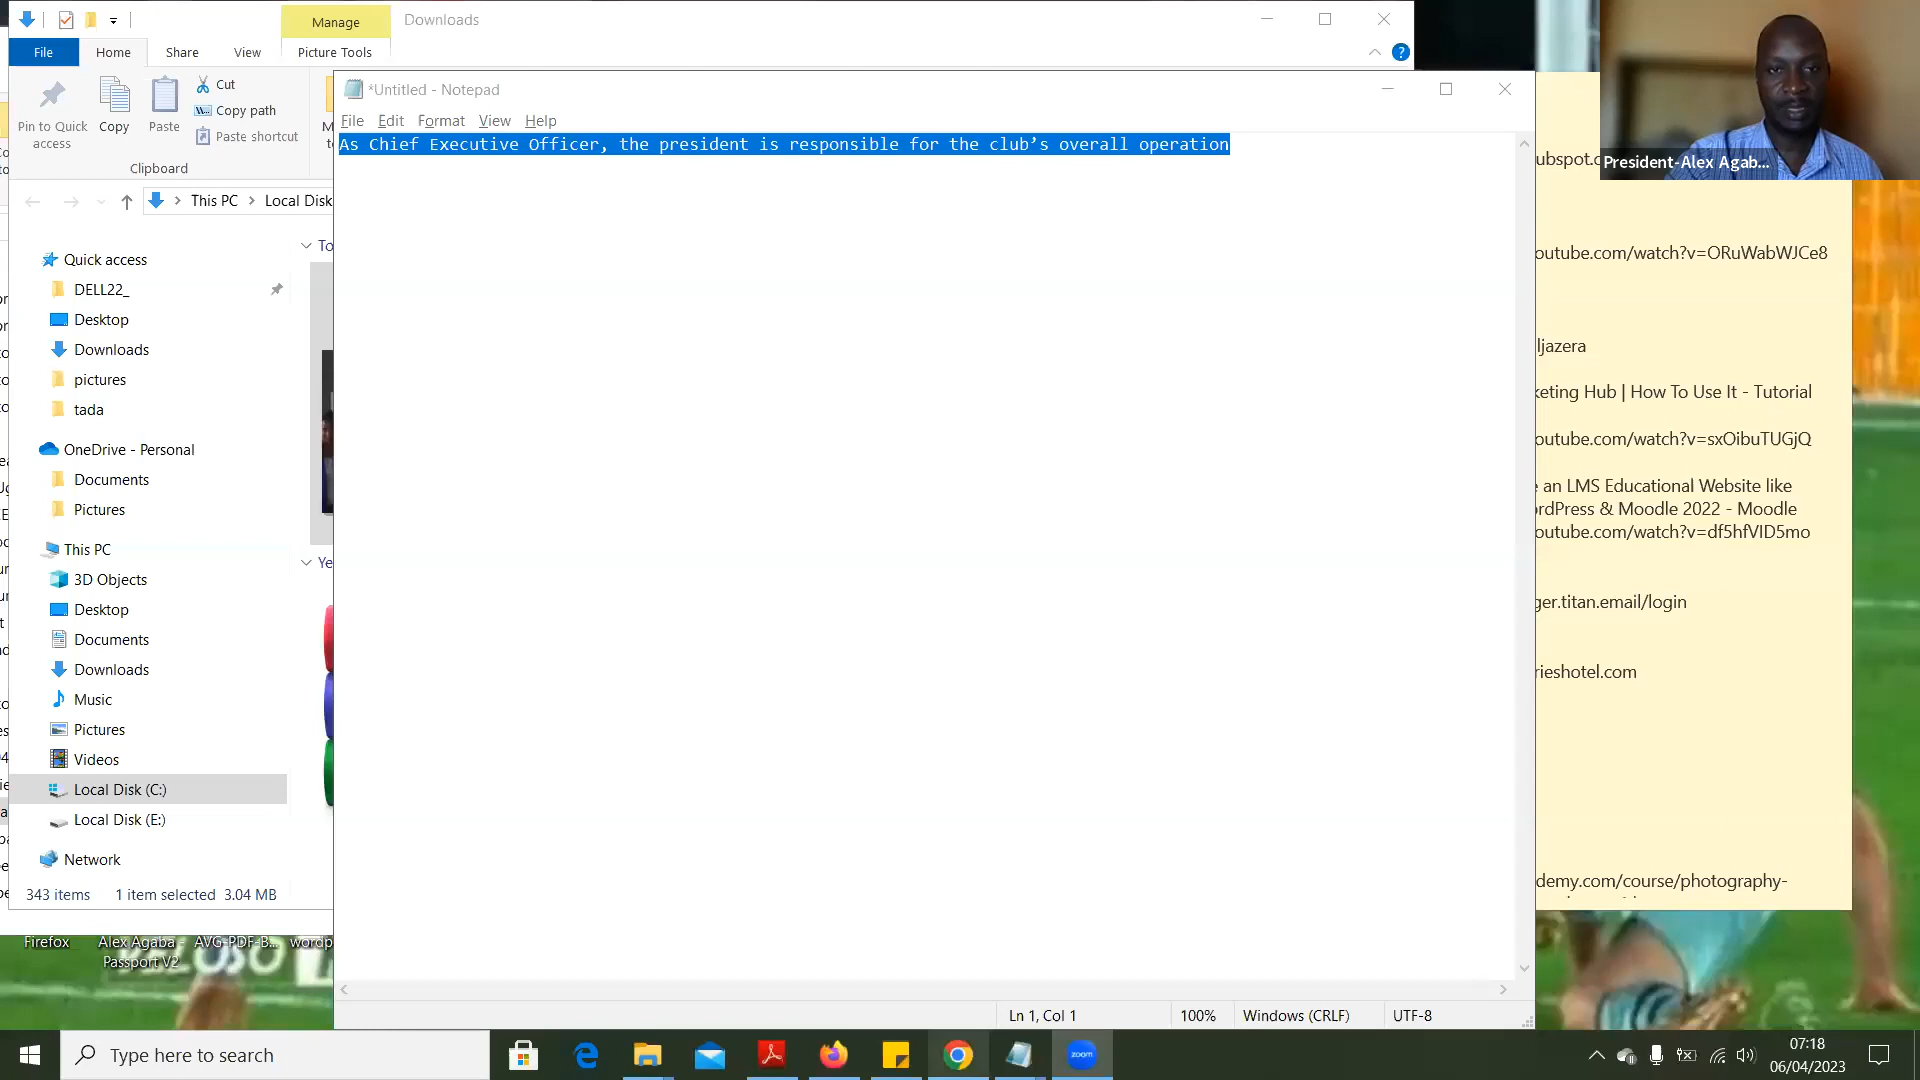 Manage
Downloads
File
Home
Share
View
Picture Tools
Pin to Quick
access
Copy
Paste
Cut
Copy path
Paste shortcut
Clipboard
This PC
Local Disk
Quick access
DELL22_
Desktop
Downloads
pictures
tada
OneDrive - Personal
Documents
Pictures
This PC
3D Objects
Desktop
Documents
Downloads
Music
Pictures
Videos
Local Disk (C:)
Local Disk (E:)
Network
343 items 1 item selected 3.04 MB
*Untitled - Notepad
File Edit Format View Help
As Chief Executive Officer, the president is responsible for the club’s overall operation
Ln 1, Col 1
100%
Windows (CRLF)
UTF-8
President-Alex Agab...
ubspot.c
outube.com/watch?v=ORuWabWJCe8
ljazera
keting Hub | How To Use It - Tutorial
outube.com/watch?v=sxOibuTUGjQ
e an LMS Educational Website like
ordPress & Moodle 2022 - Moodle
outube.com/watch?v=df5hfVID5mo
ger.titan.email/login
rieshotel.com
demy.com/course/photography-
Firefox
Alex Agaba -
Passport V2
AVG-PDF-B...
wordp
Type here to search
zoom
07:18
06/04/2023